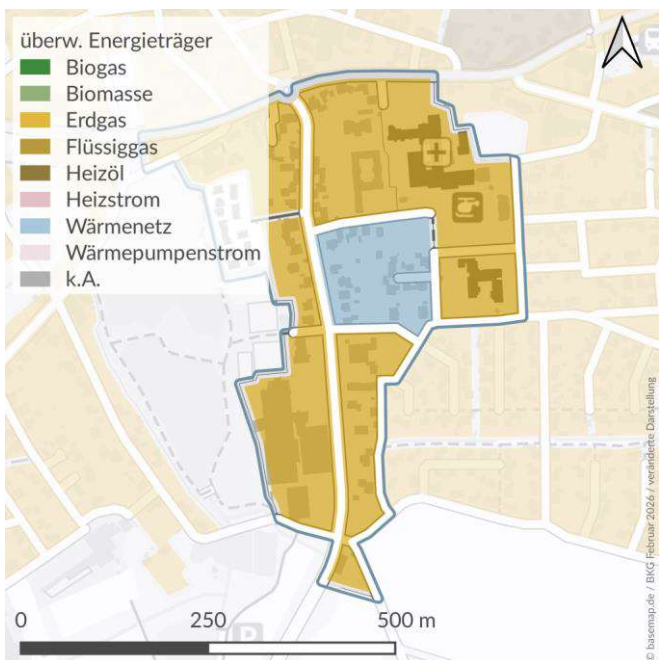 überw. Energieträger
Biogas
Biomasse
Erdgas
Flüssiggas
Heizöl
Heizstrom
Wärmenetz
Wärmepumpenstrom
k.A.
P
0 250 500 m
© basemap.de / BKG Februar 2026 / veränderte Darstellung